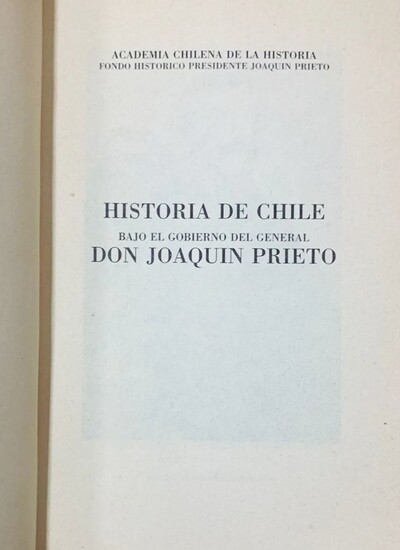 ACADEMIA CHILENA DE LA HISTORIA
FONDO HISTORICO PRESIDENTE JOAQUIN PRIETO
HISTORIA DE CHILE
BAJO EL GOBIERNO DEL GENERAL
DON JOAQUIN PRIETO